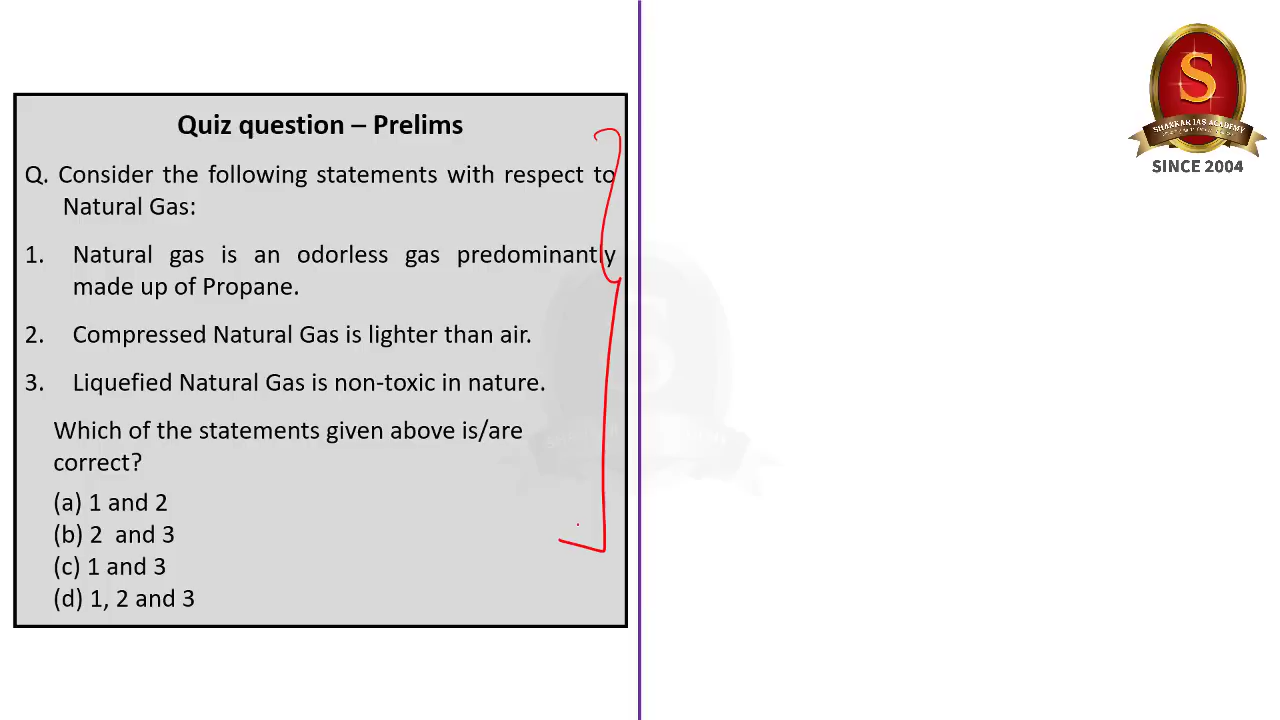 Quiz question – Prelims
Q. Consider the following statements with respect to
Natural Gas:
1. Natural gas is an odorless gas predominantly
made up of Propane.
2. Compressed Natural Gas is lighter than air.
3. Liquefied Natural Gas is non-toxic in nature.
Which of the statements given above is/are
correct?
(a) 1 and 2
(b) 2 and 3
(c) 1 and 3
(d) 1, 2 and 3
S
SHANKAR IAS ACADEMY
SINCE 2004